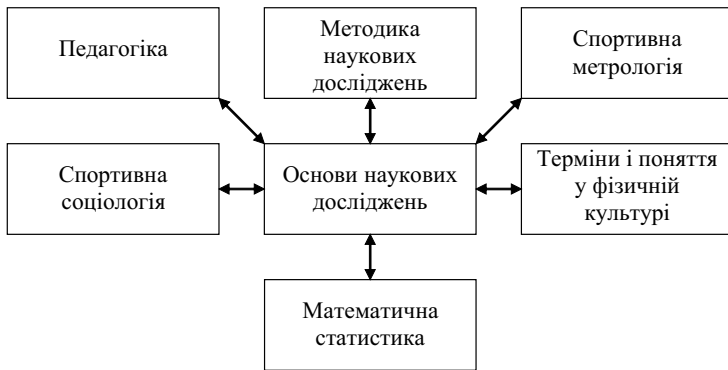 Педагогіка
Методика
наукових
досліджень
Спортивна
метрологія
Спортивна
соціологія
Основи наукових
досліджень
Терміни і поняття
у фізичній
культурі
Математична
статистика